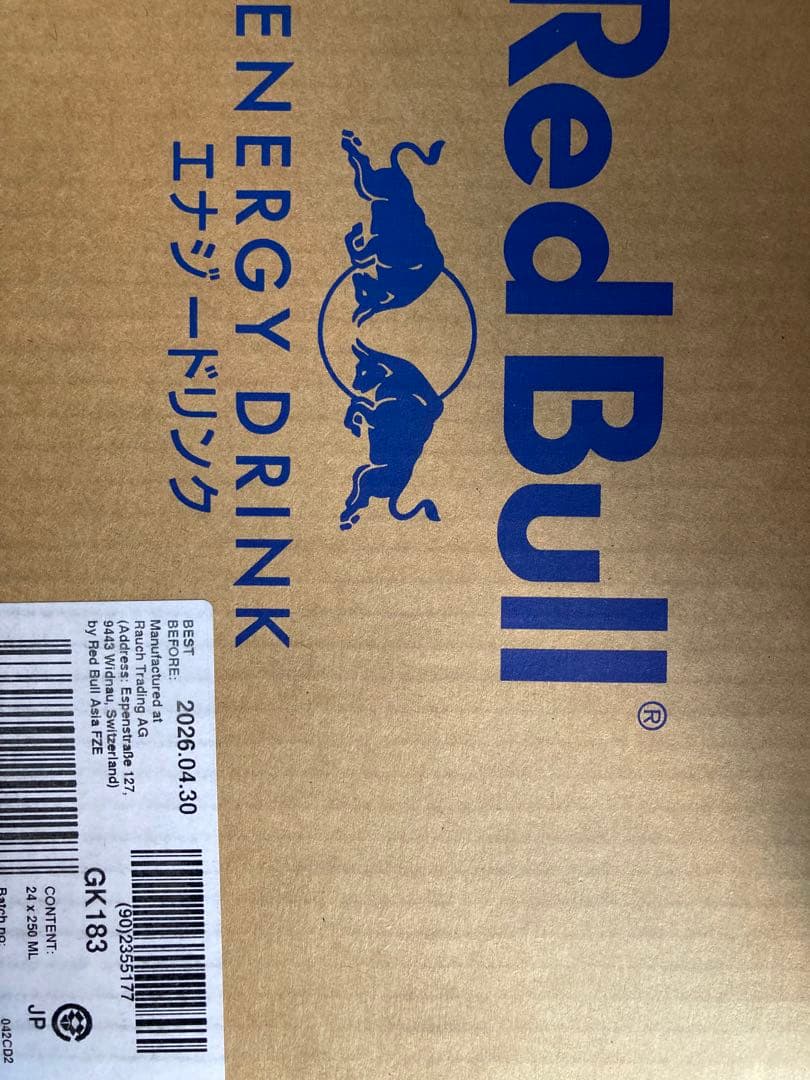 Red Bull®
ENERGY DRINK
エナジードリンク
BEST
BEFORE: 2026.04.30
Manufactured at
Rauch Trading AG
(Address: Espenstraße 127,
9443 Widnau, Switzerland)
by Red Bull Asia FZE
(90)2355177
GK183
CONTENT:
24 x 250 ML
JP
Batch no:
042CD2